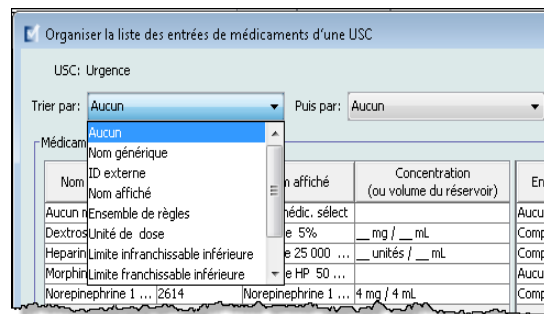 Organiser la liste des entrées de médicaments d'une USC
USC: Urgence
Trier par: Aucun Puis par: Aucun
Aucun
Nom générique
ID externe
Nom affiché
Ensemble de règles
Unité de dose
Limite infranchissable inférieure
Limite franchissable inférieure
Médicam
Nom affiché Concentration
(ou volume du réservoir) En
Aucun médic. sélect Aucu
Dextros e 5% __ mg / __ mL Comp
Heparin e 25 000 ... __ unités / __ mL Comp
Morphin e HP 50 ... Aucu
Norepinephrine 1 ... 2614 Norepinephrine 1 ... 4 mg / 4 mL Comp